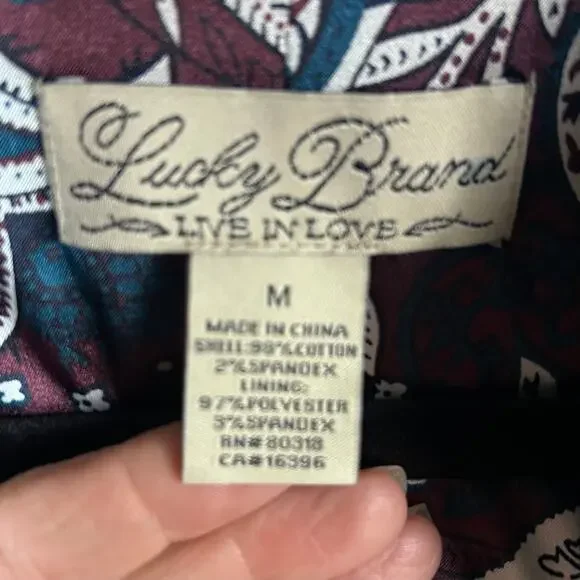 Lucky Brand
LIVE IN LOVE
M
MADE IN CHINA
SHELL:98%COTTON
2%SPANDEX
LINING:
97%POLYESTER
3%SPANDEX
RN#80318
CA#16396